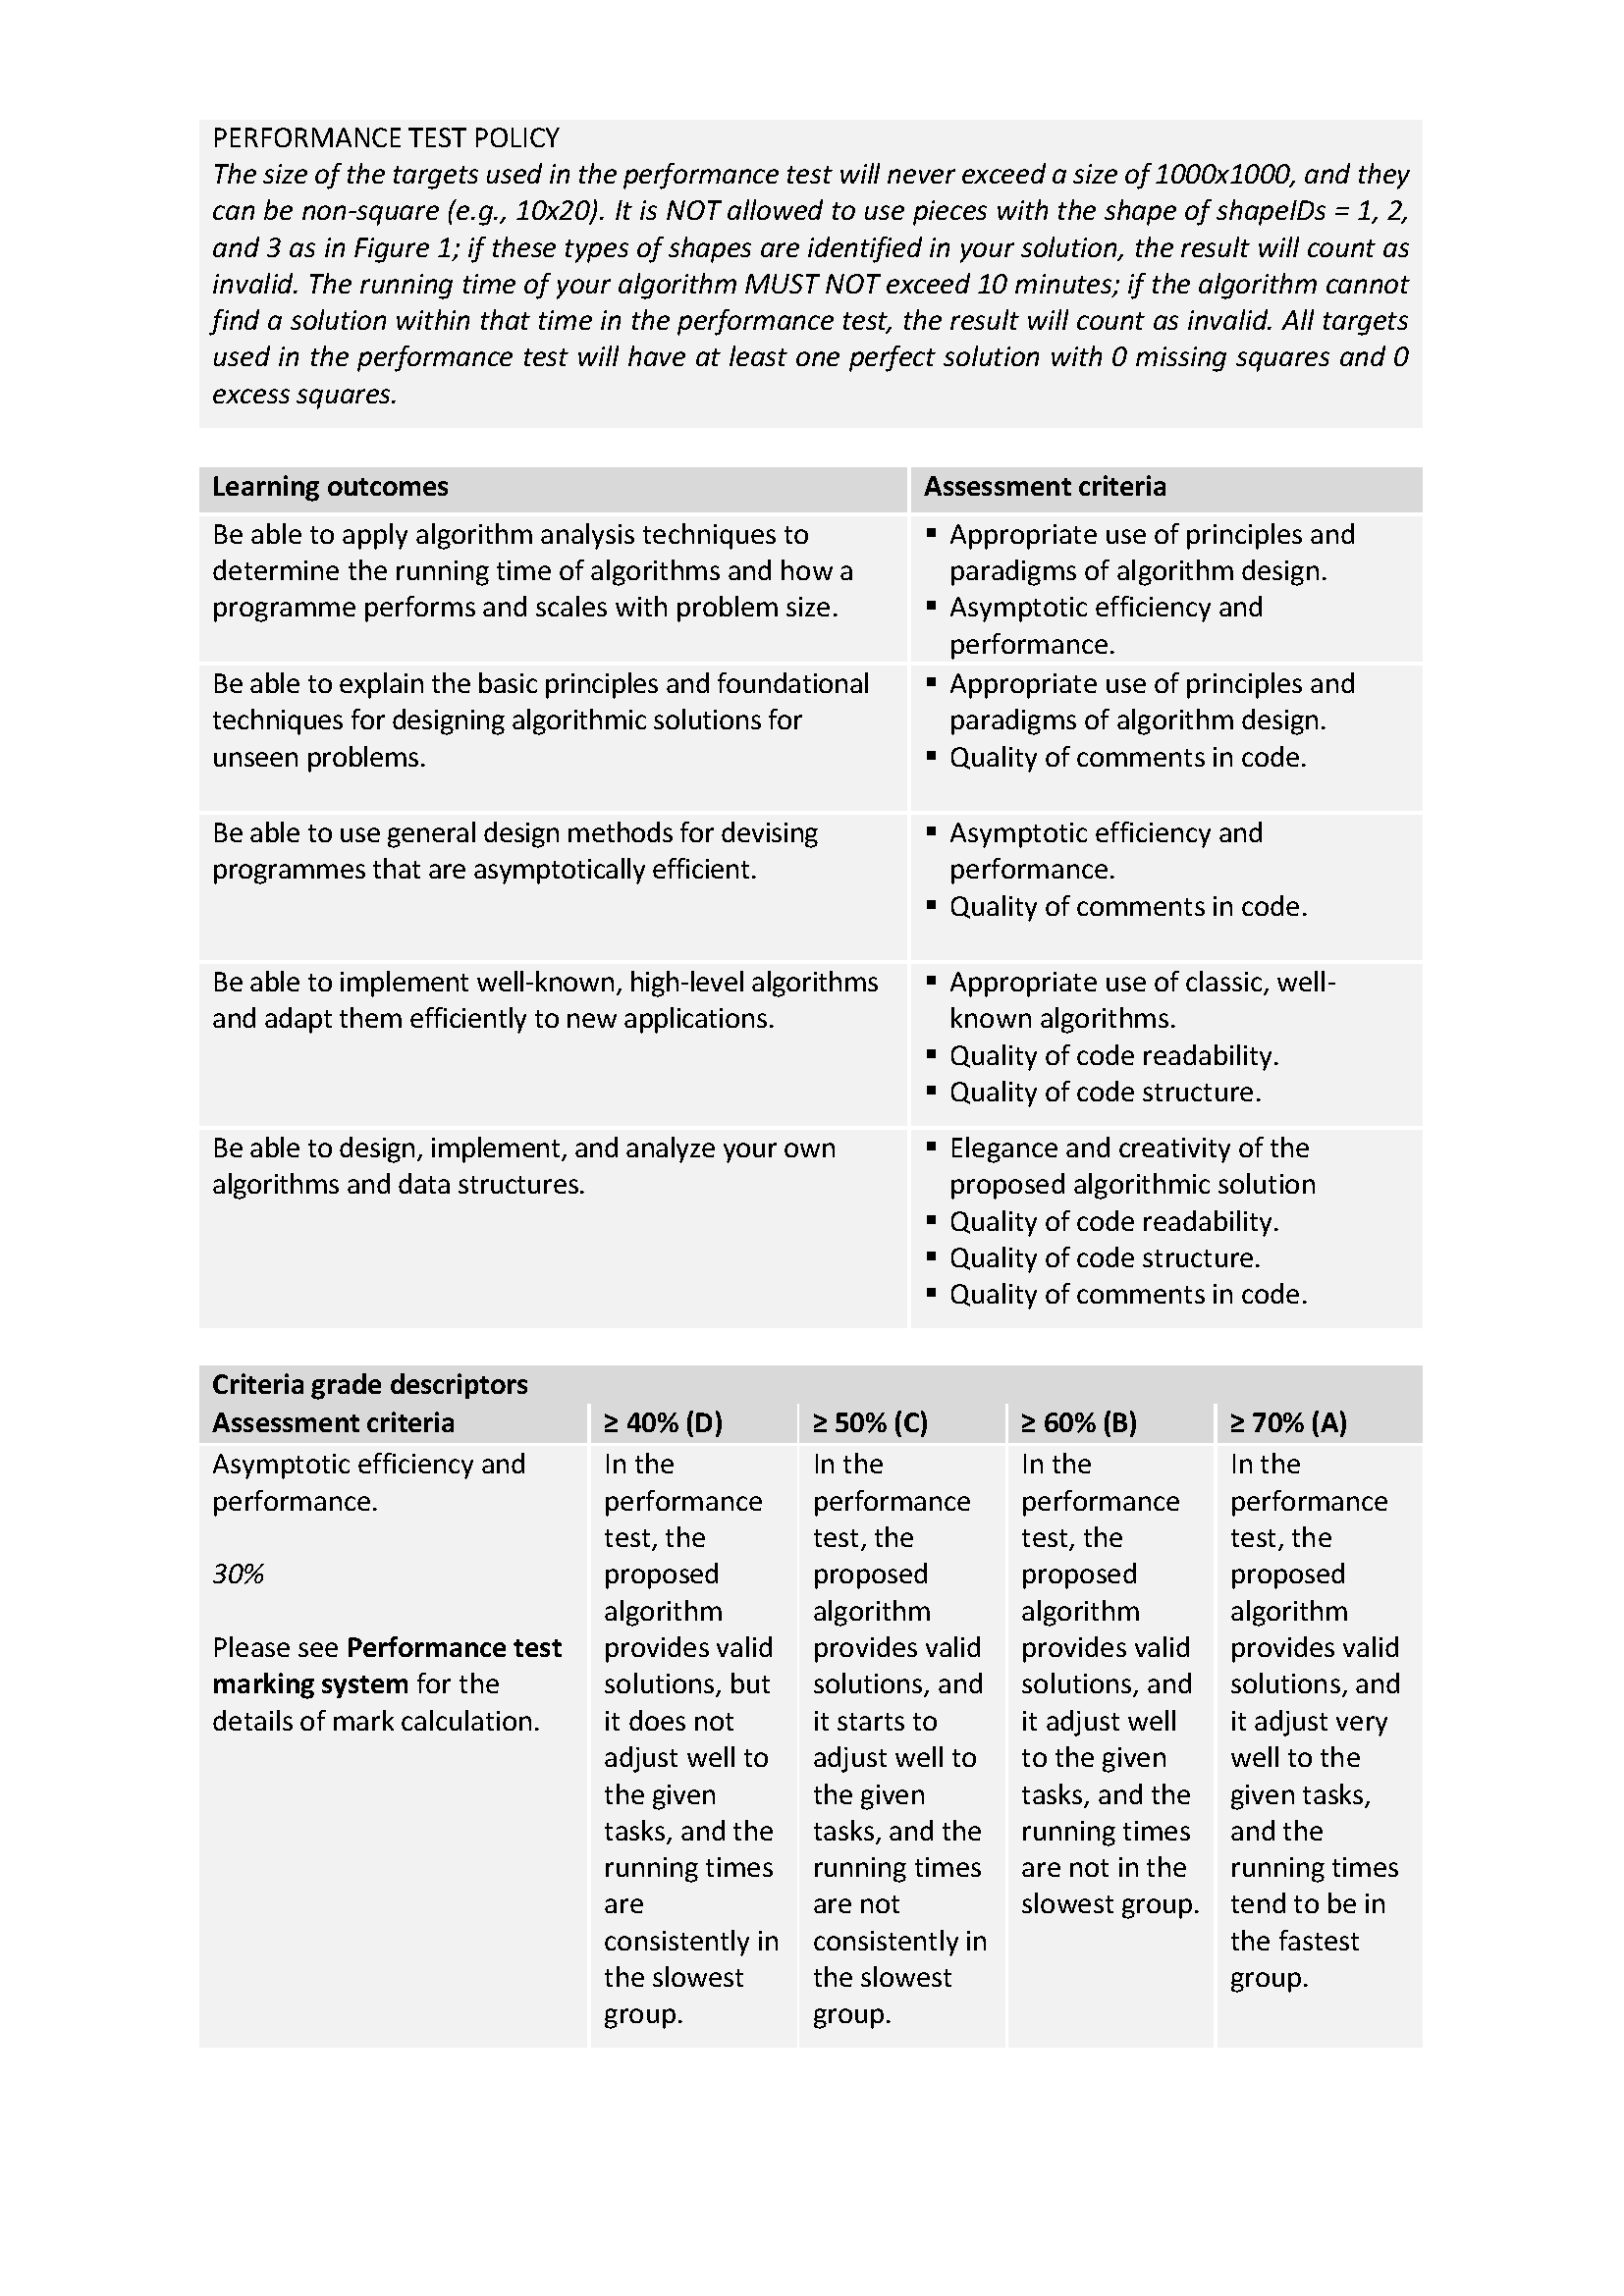 PERFORMANCE TEST POLICY
The size of the targets used in the performance test will never exceed a size of 1000x1000, and they
can be non-square (e.g., 10x20). It is NOT allowed to use pieces with the shape of shapeIDs = 1, 2,
and 3 as in Figure 1; if these types of shapes are identified in your solution, the result will count as
invalid. The running time of your algorithm MUST NOT exceed 10 minutes; if the algorithm cannot
find a solution within that time in the performance test, the result will count as invalid. All targets
used in the performance test will have at least one perfect solution with 0 missing squares and 0
excess squares.
Learning outcomes
Assessment criteria
Be able to apply algorithm analysis techniques to
determine the running time of algorithms and how a
programme performs and scales with problem size.
▪ Appropriate use of principles and
paradigms of algorithm design.
▪ Asymptotic efficiency and
performance.
Be able to explain the basic principles and foundational
techniques for designing algorithmic solutions for
unseen problems.
▪ Appropriate use of principles and
paradigms of algorithm design.
▪ Quality of comments in code.
Be able to use general design methods for devising
programmes that are asymptotically efficient.
▪ Asymptotic efficiency and
performance.
▪ Quality of comments in code.
Be able to implement well-known, high-level algorithms
and adapt them efficiently to new applications.
▪ Appropriate use of classic, well-
known algorithms.
▪ Quality of code readability.
▪ Quality of code structure.
Be able to design, implement, and analyze your own
algorithms and data structures.
▪ Elegance and creativity of the
proposed algorithmic solution
▪ Quality of code readability.
▪ Quality of code structure.
▪ Quality of comments in code.
Criteria grade descriptors
Assessment criteria
≥ 40% (D)
≥ 50% (C)
≥ 60% (B)
≥ 70% (A)
Asymptotic efficiency and
performance.
30%
Please see Performance test
marking system for the
details of mark calculation.
In the
performance
test, the
proposed
algorithm
provides valid
solutions, but
it does not
adjust well to
the given
tasks, and the
running times
are
consistently in
the slowest
group.
In the
performance
test, the
proposed
algorithm
provides valid
solutions, and
it starts to
adjust well to
the given
tasks, and the
running times
are not
consistently in
the slowest
group.
In the
performance
test, the
proposed
algorithm
provides valid
solutions, and
it adjust well
to the given
tasks, and the
running times
are not in the
slowest group.
In the
performance
test, the
proposed
algorithm
provides valid
solutions, and
it adjust very
well to the
given tasks,
and the
running times
tend to be in
the fastest
group.